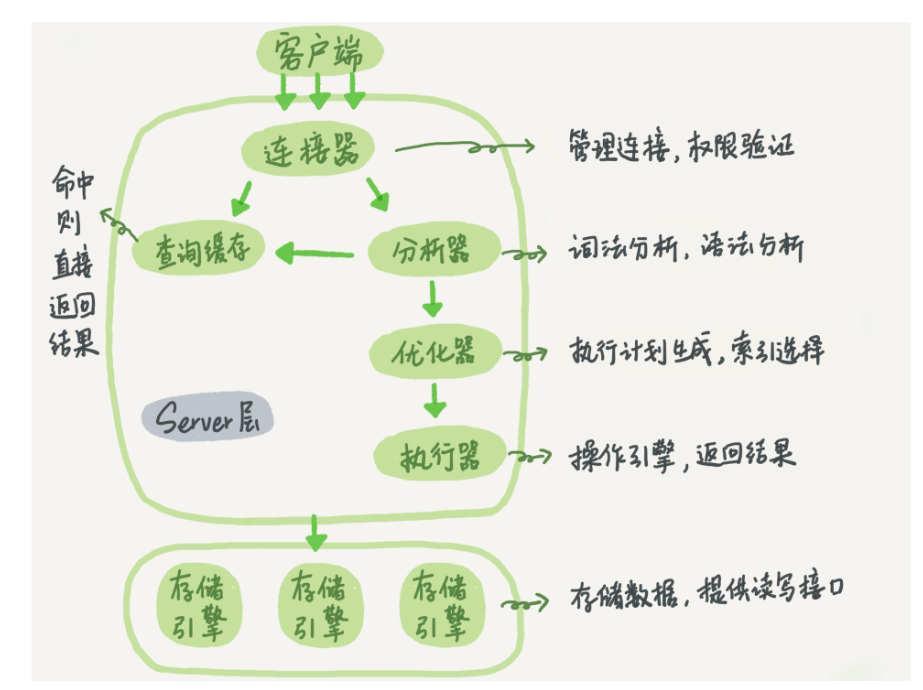 客户端
连接器
管理连接,权限验证
命中
则
直接
返回
结果
查询缓存
分析器
词法分析,语法分析
优化器
执行计划生成,索引选择
Server层
执行器
操作引擎,返回结果
存储
引擎
存储
引擎
存储
引擎
存储数据,提供读写接口